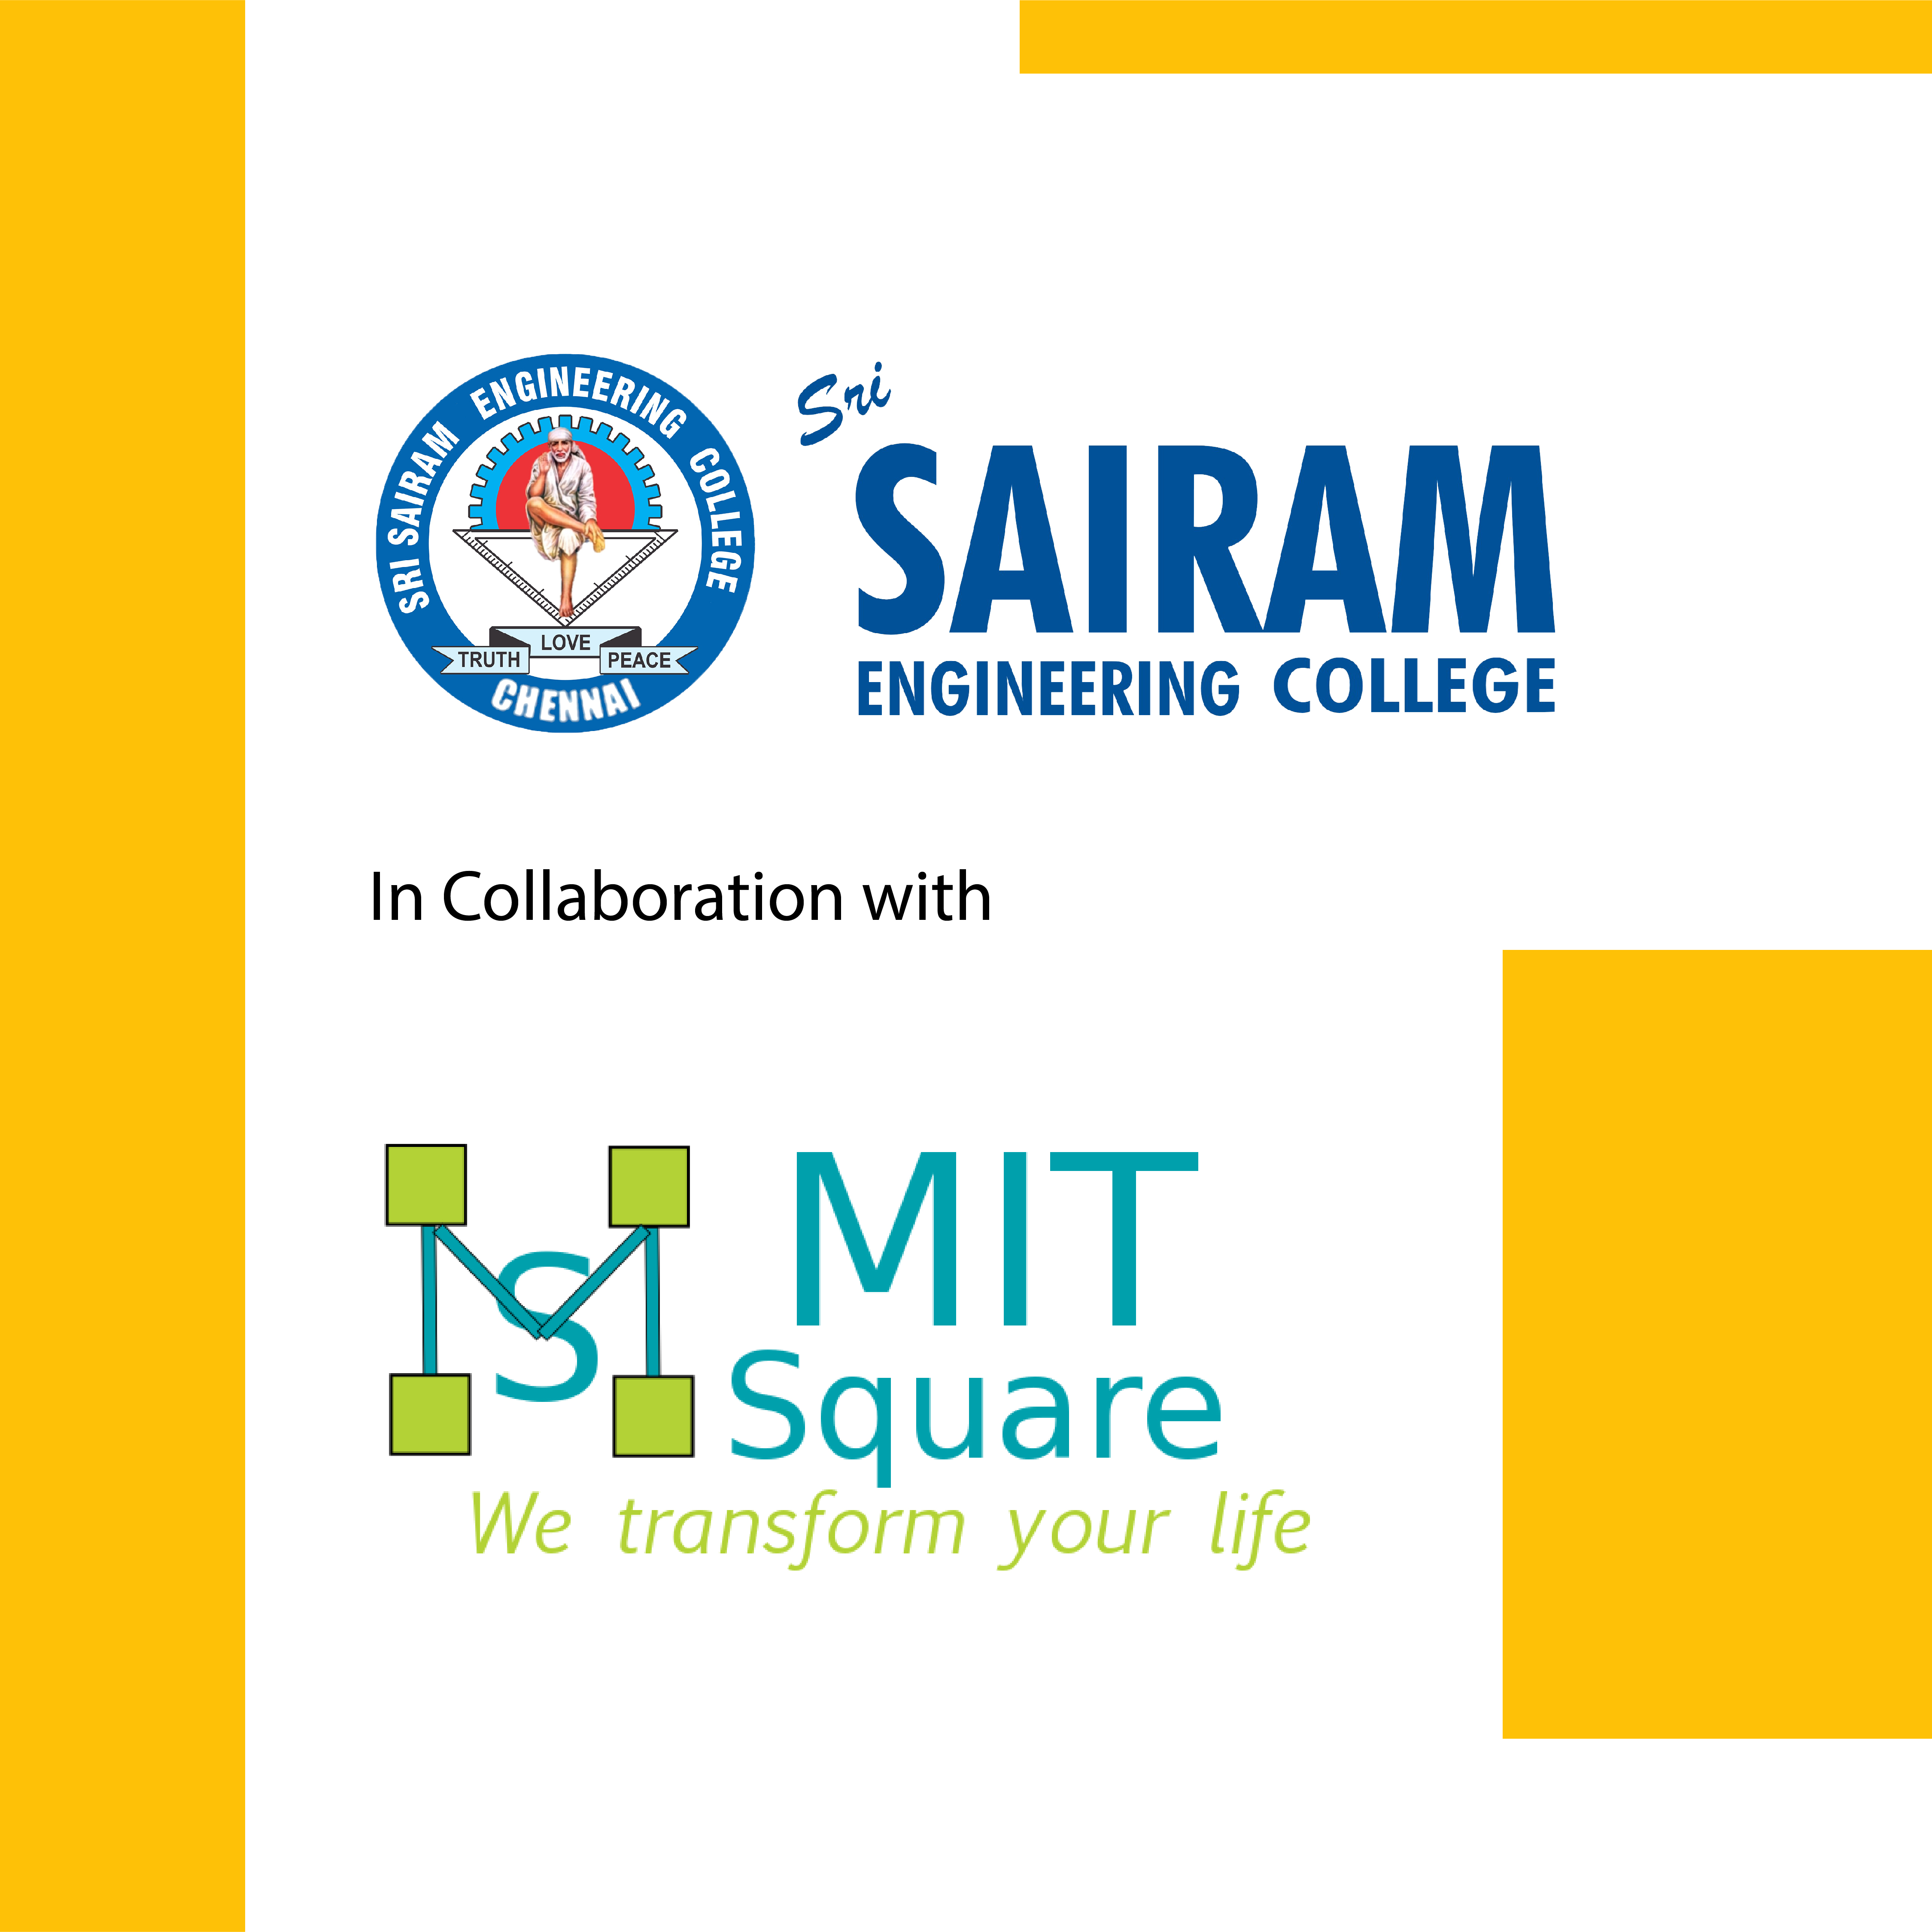 SRI SAIRAM ENGINEERING COLLEGE
TRUTH LOVE PEACE
CHENNAI
Sri
SAIRAM
ENGINEERING COLLEGE
In Collaboration with
S
MIT
Square
We transform your life